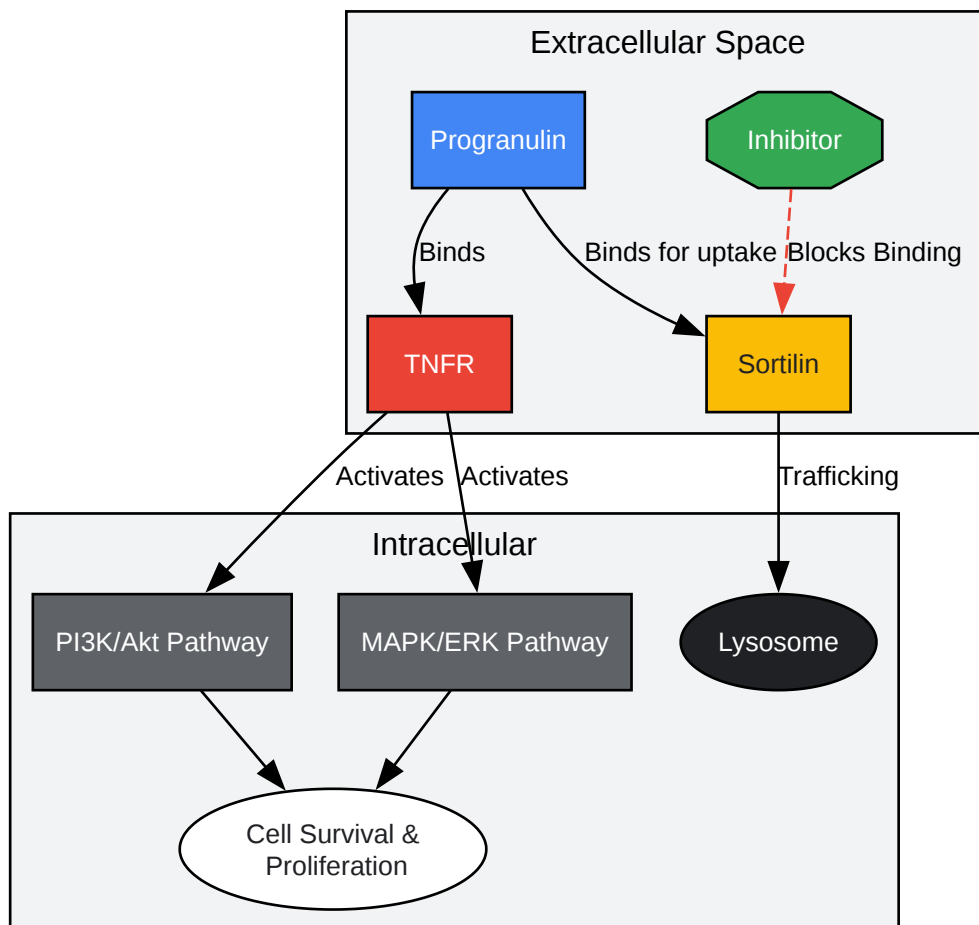 Extracellular Space
Progranulin
Inhibitor
Binds
Binds for uptake
Blocks Binding
TNFR
Sortilin
Activates
Activates
Trafficking
Intracellular
PI3K/Akt Pathway
MAPK/ERK Pathway
Lysosome
Cell Survival &
Proliferation